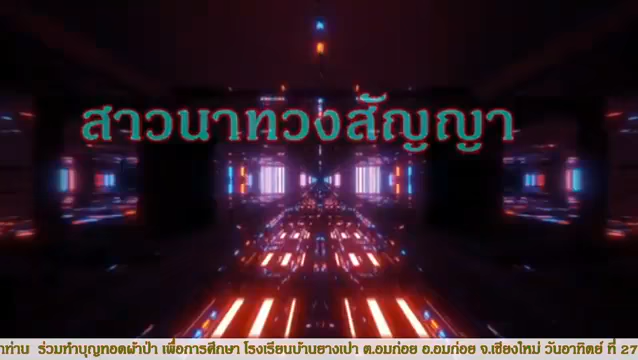 สาวนาทวงสัญญา
ร่วมทำบุญทอดผ้าป่า เพื่อการศึกษา โรงเรียนบ้านยางเปา ต.อมก๋อย อ.อมก๋อย จ.เชียงใหม่ วันอาทิตย์ ที่